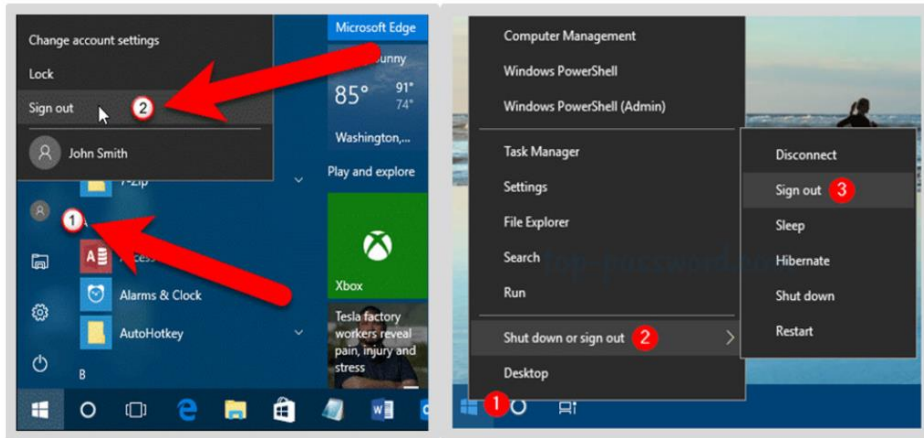 Change account settings
Lock
Sign out
2
John Smith
7-Zip
1
Alarms & Clock
AutoHotkey
B
Microsoft Edge
unny
85° 91°
74°
Washington,...
Play and explore
Xbox
Tesla factory
workers reveal
pain, injury and
stress
Computer Management
Windows PowerShell
Windows PowerShell (Admin)
Task Manager
Settings
File Explorer
Search
Run
Shut down or sign out 2
Desktop
1
Disconnect
Sign out 3
Sleep
Hibernate
Shut down
Restart